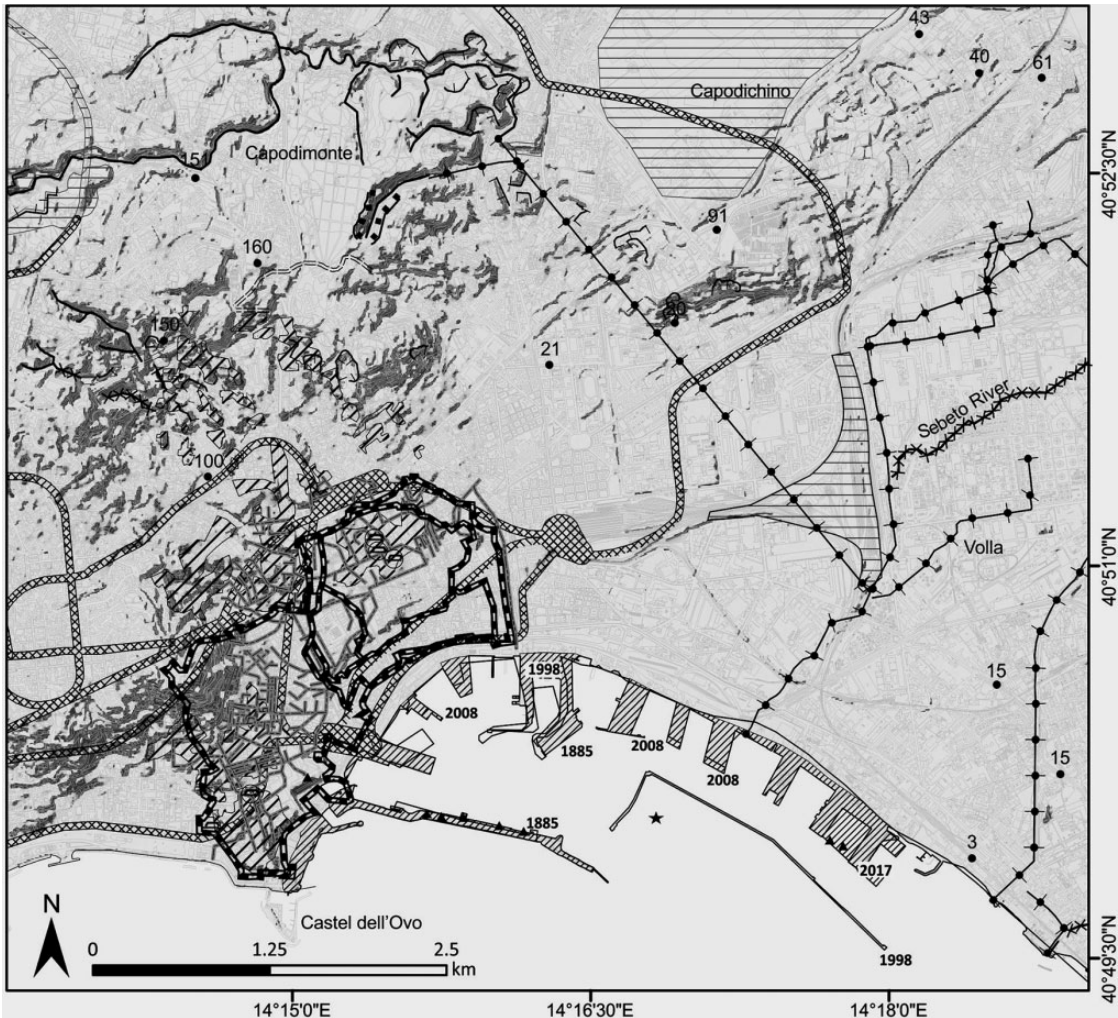 43
40
61
Capodichino
Capodimonte
151
40°52'30"N
91
160
80
150
21
Sebeto River
100
Volla
40°51'0"N
1998
15
2008
1885
2008
2008
15
1885
3
2017
N
Castel dell'Ovo
0 1.25 2.5
km
1998
40°49'30"N
14°15'0"E 14°16'30"E 14°18'0"E